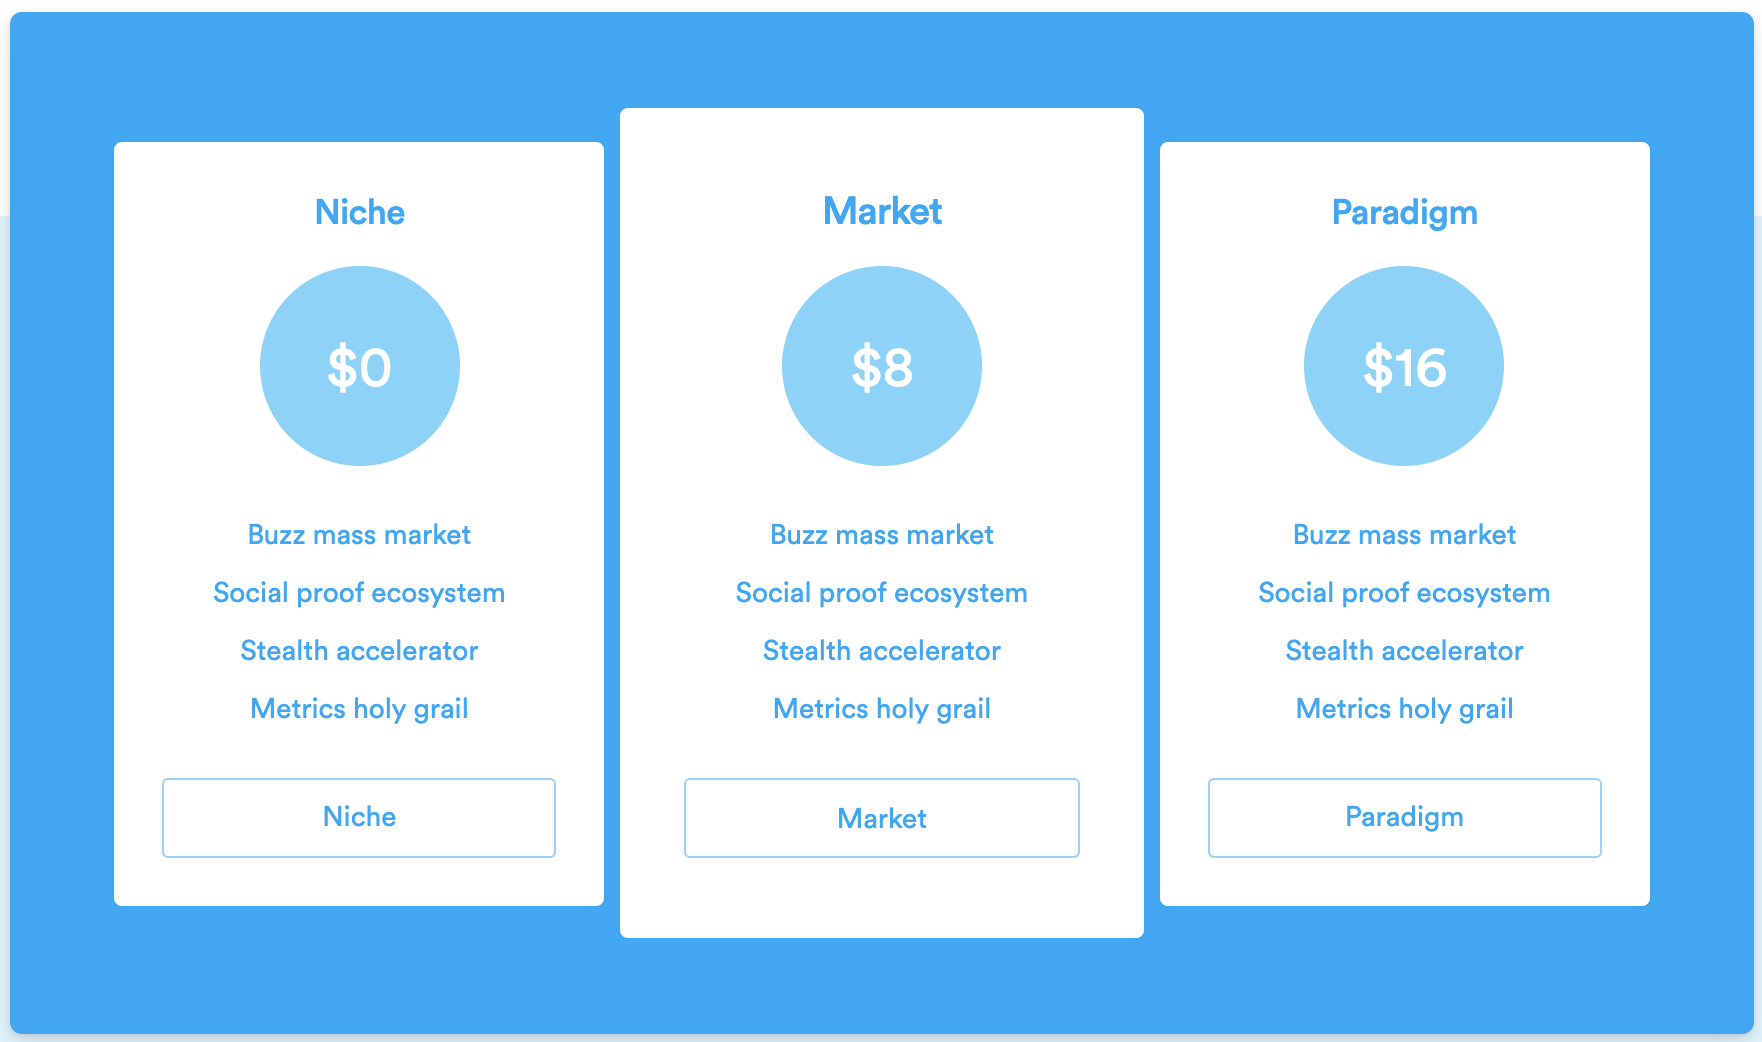 Niche
$0
Buzz mass market
Social proof ecosystem
Stealth accelerator
Metrics holy grail
Niche
Market
$8
Buzz mass market
Social proof ecosystem
Stealth accelerator
Metrics holy grail
Market
Paradigm
$16
Buzz mass market
Social proof ecosystem
Stealth accelerator
Metrics holy grail
Paradigm